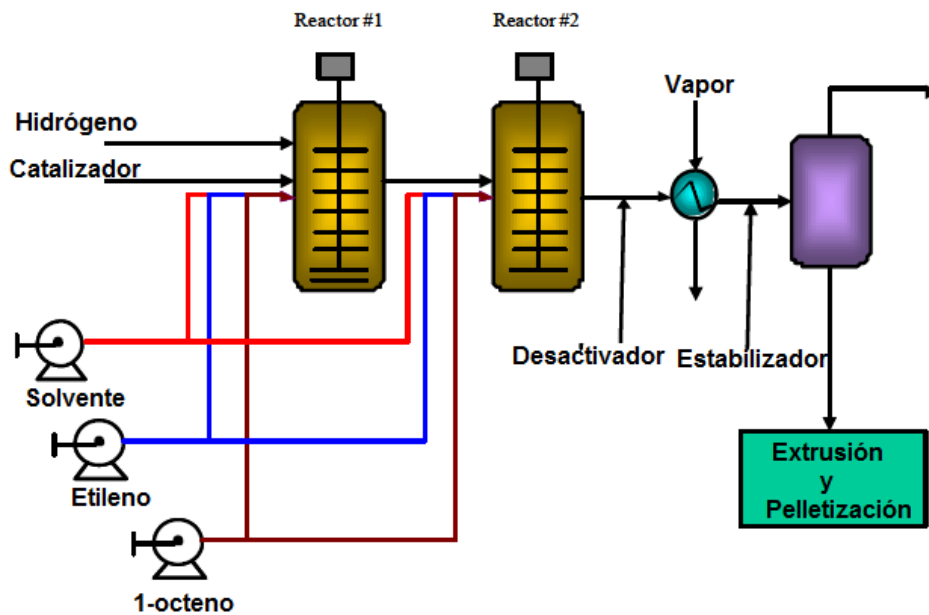 Reactor #1
Reactor #2
Vapor
Hidrógeno
Catalizador
Desactivador
Estabilizador
Solvente
Etileno
1-octeno
Extrusión
y
Pelletización